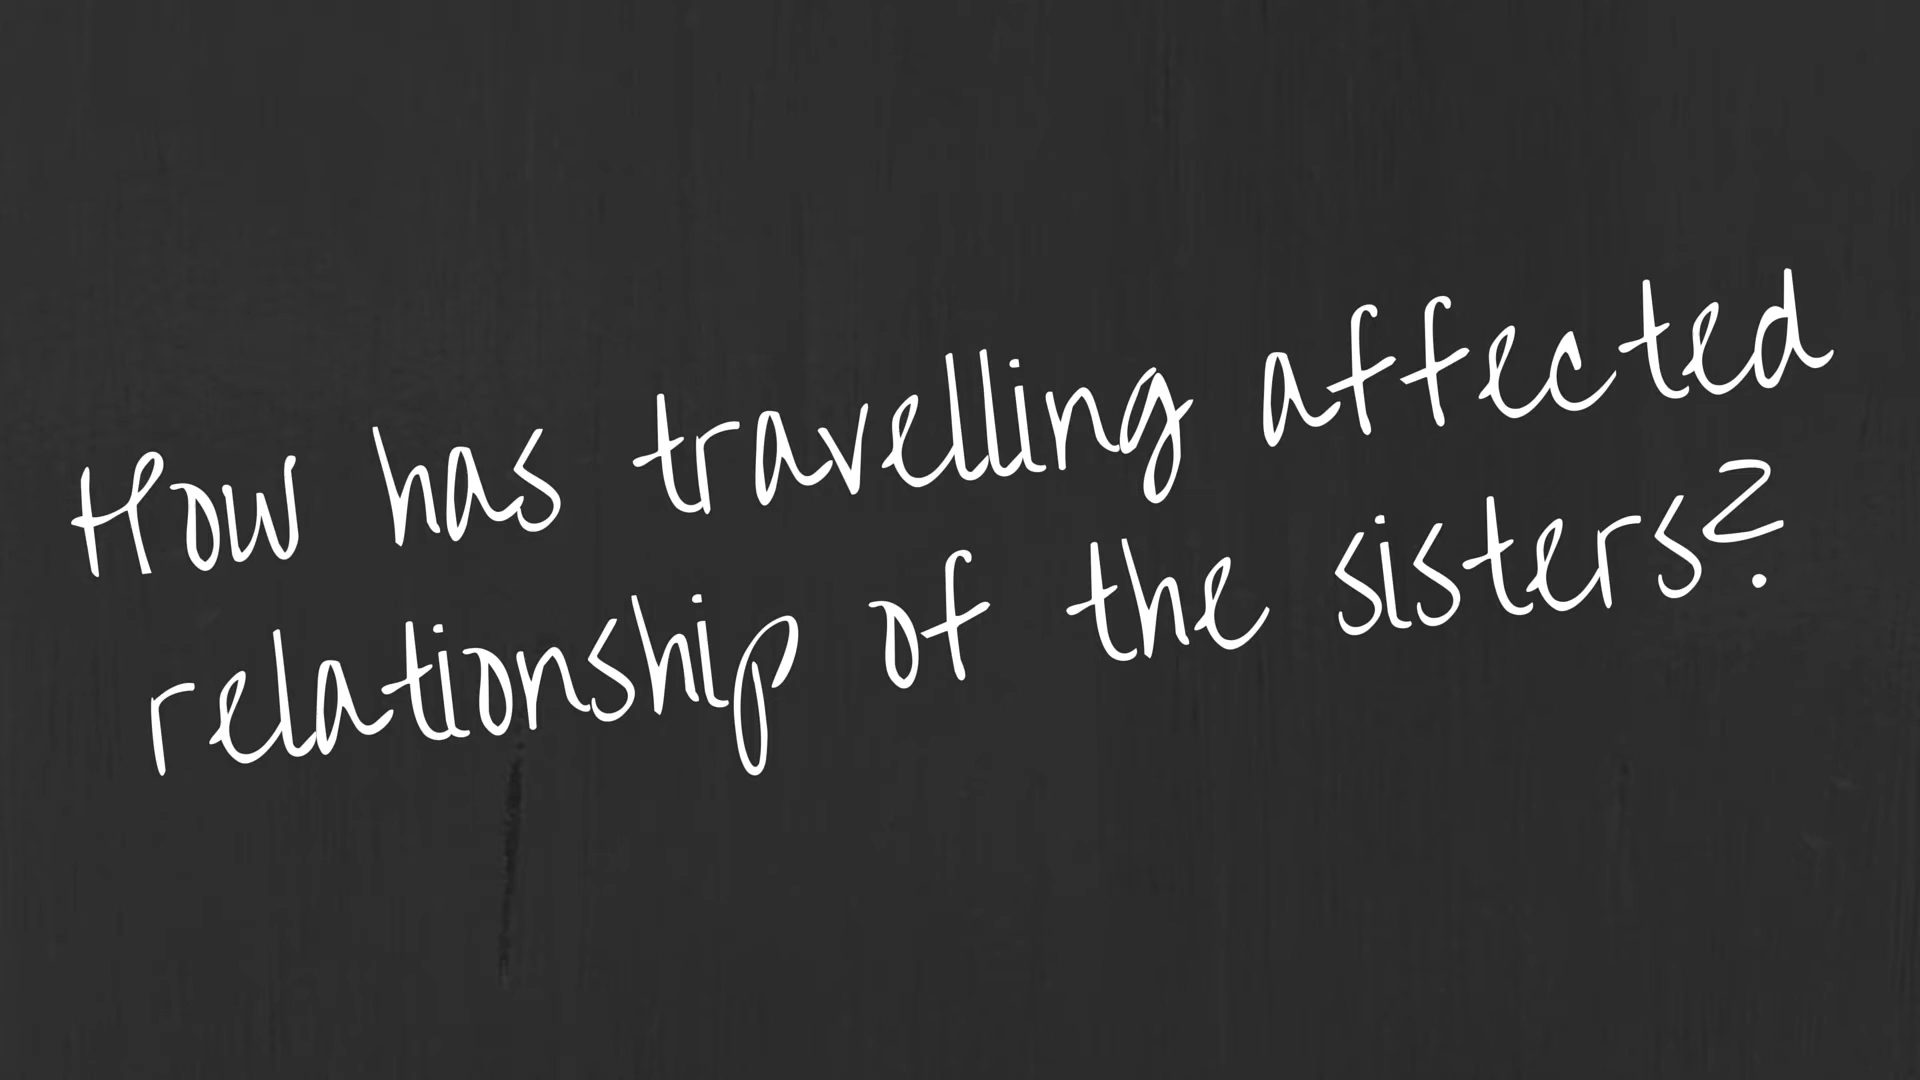 How has travelling affected
relationship of the sisters?